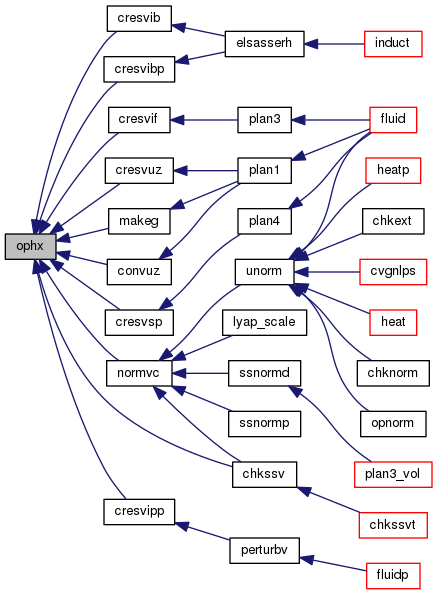 cresvib
elsasserh
induct
cresvibp
cresvif
plan3
fluid
cresvuz
plan1
heatp
makeg
plan4
chkext
ophx
convuz
unorm
cvgnlps
cresvsp
lyap_scale
heat
normvc
ssnormd
chknorm
ssnormp
opnorm
chkssv
plan3_vol
cresvipp
chkssvt
perturbv
fluidp